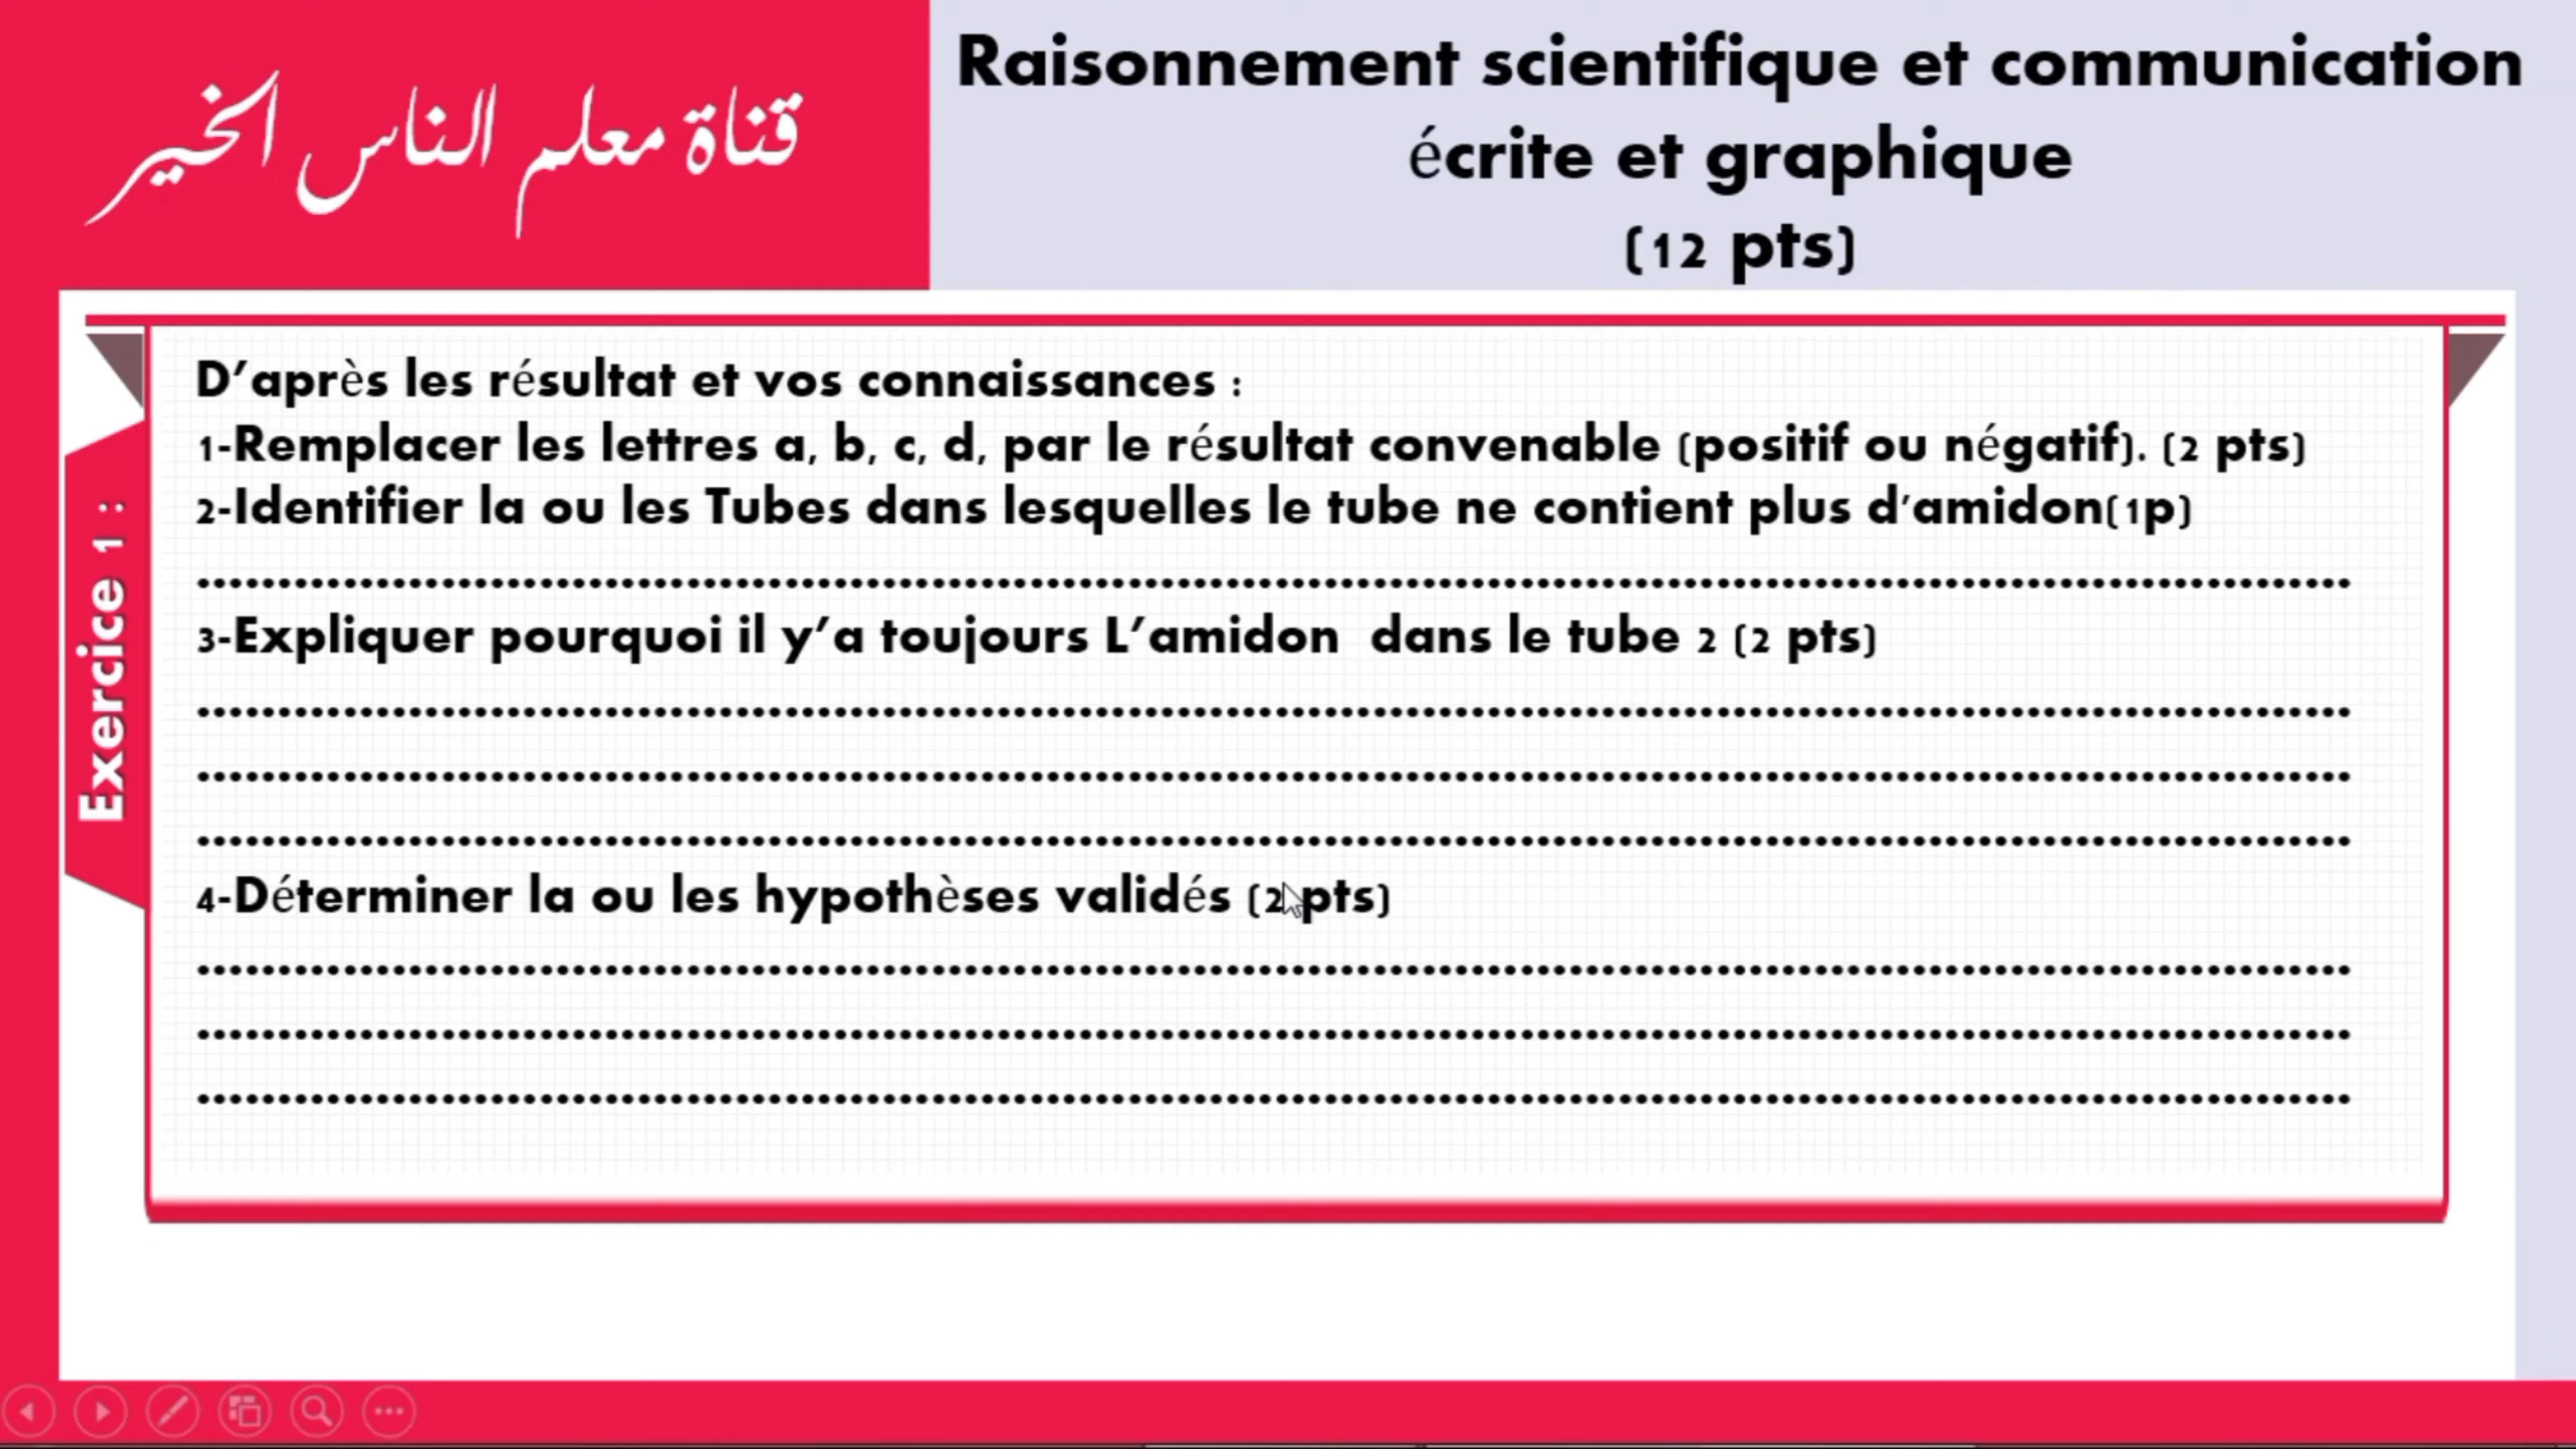 قناة معلم الناس الخير
Raisonnement scientifique et communication
écrite et graphique
(12 pts)
Exercice 1 :
D’après les résultat et vos connaissances :
1-Remplacer les lettres a, b, c, d, par le résultat convenable (positif ou négatif). (2 pts)
2-Identifier la ou les Tubes dans lesquelles le tube ne contient plus d’amidon(1p)
3-Expliquer pourquoi il y’a toujours L’amidon dans le tube 2 (2 pts)
4-Déterminer la ou les hypothèses validés (2 pts)